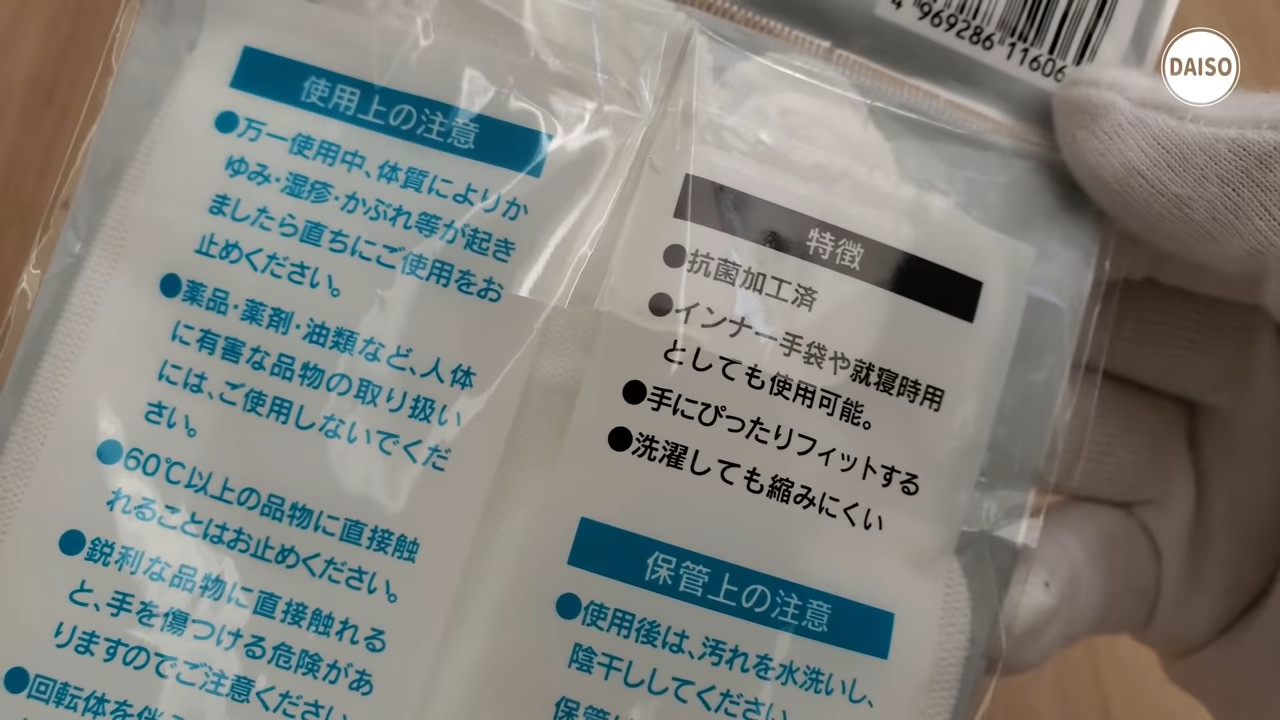 4 969286 11606
DAISO
使用上の注意
●万一使用中、体質によりか
ゆみ・湿疹・かぶれ等が起き
ましたら直ちにご使用をお
止めください。
●薬品・薬剤・油類など、人体
に有害な品物の取り扱い
には、ご使用しないでくだ
さい。
●60℃以上の品物に直接触
れることはお止めください。
●鋭利な品物に直接触れる
と、手を傷つける危険があ
りますのでご注意ください
●回転体を伴
特徴
●抗菌加工済
●インナー手袋や就寝時用
としても使用可能。
●手にぴったりフィットする
●洗濯しても縮みにくい
保管上の注意
●使用後は、汚れを水洗いし、
陰干ししてください
保管